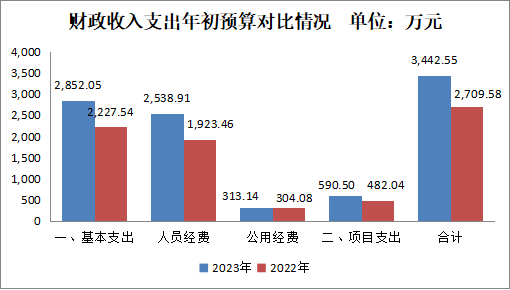 财政收入支出年初预算对比情况　单位：万元
4,000
3,500
3,000
2,500
2,000
1,500
1,000
500
0
2,852.05
2,227.54
2,538.91
1,923.46
313.14
304.08
590.50
482.04
3,442.55
2,709.58
一、基本支出
人员经费
公用经费
二、项目支出
合计
2023年
2022年